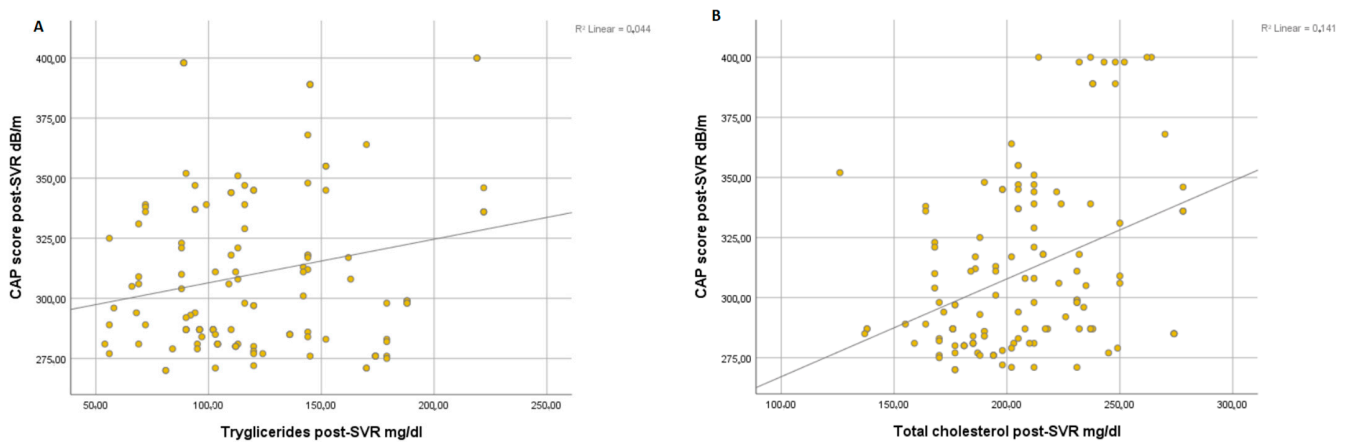 A
R² Linear = 0,044
CAP score post-SVR dB/m
400,00
375,00
350,00
325,00
300,00
275,00
50,00 100,00 150,00 200,00 250,00
Tryglicerides post-SVR mg/dl
B
R² Linear = 0,141
CAP score post-SVR dB/m
400,00
375,00
350,00
325,00
300,00
275,00
100,00 150,00 200,00 250,00 300,00
Total cholesterol post-SVR mg/dl